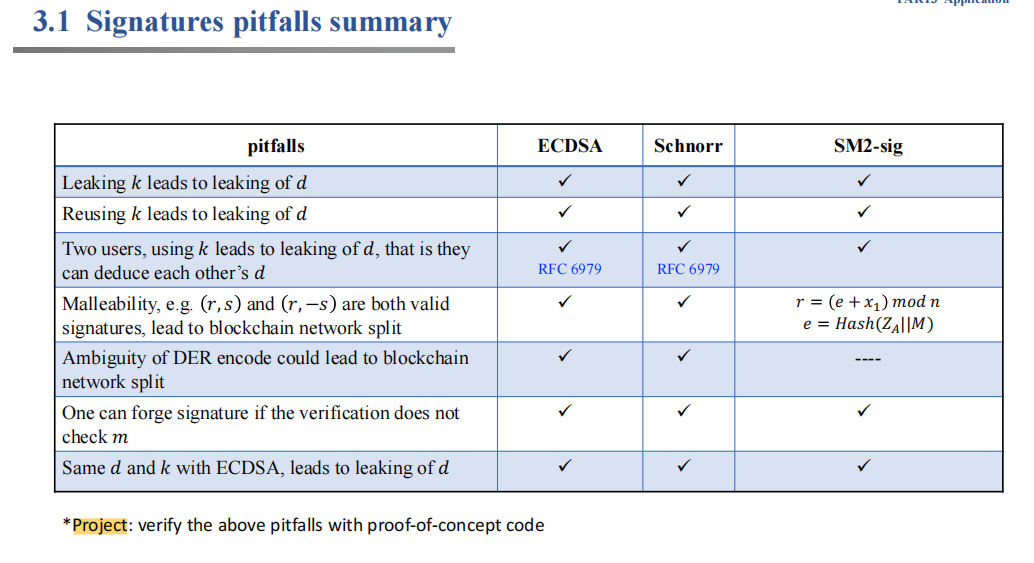 PART3 Application
3.1 Signatures pitfalls summary
pitfalls ECDSA Schnorr SM2-sig
Leaking k leads to leaking of d ✓ ✓ ✓
Reusing k leads to leaking of d ✓ ✓ ✓
Two users, using k leads to leaking of d, that is they ✓ ✓ ✓
can deduce each other's d RFC 6979 RFC 6979
Malleability, e.g. (r, s) and (r, −s) are both valid ✓ ✓ r = (e + x₁) mod n
signatures, lead to blockchain network split e = Hash(Z_A||M)
Ambiguity of DER encode could lead to blockchain ✓ ✓ ----
network split
One can forge signature if the verification does not ✓ ✓ ✓
check m
Same d and k with ECDSA, leads to leaking of d ✓ ✓ ✓
*Project: verify the above pitfalls with proof-of-concept code